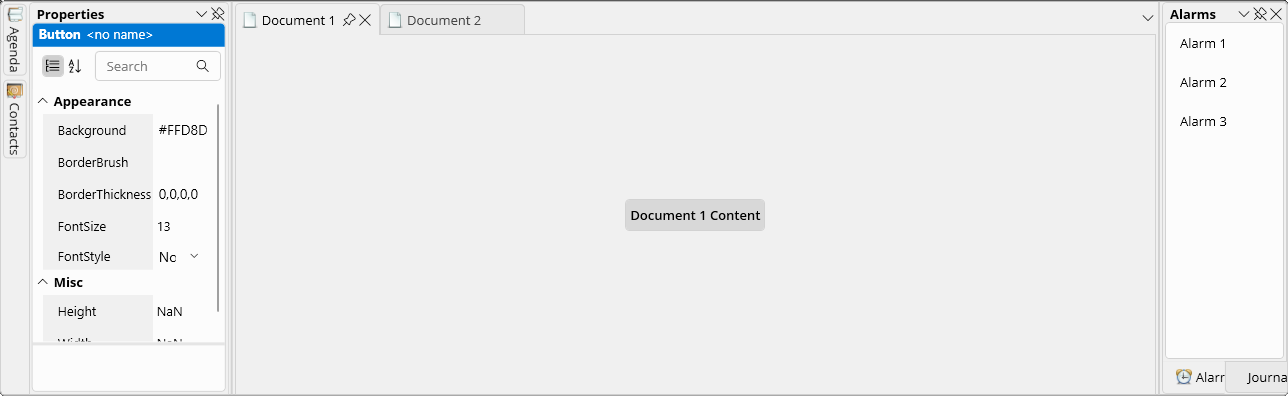 Agenda
Contacts
Properties
Button <no name>
Search
Appearance
Background #FFD8D
BorderBrush
BorderThickness 0,0,0,0
FontSize 13
FontStyle No
Misc
Height NaN
Width NaN
Document 1
Document 2
Document 1 Content
Alarms
Alarm 1
Alarm 2
Alarm 3
Alarr
Journa